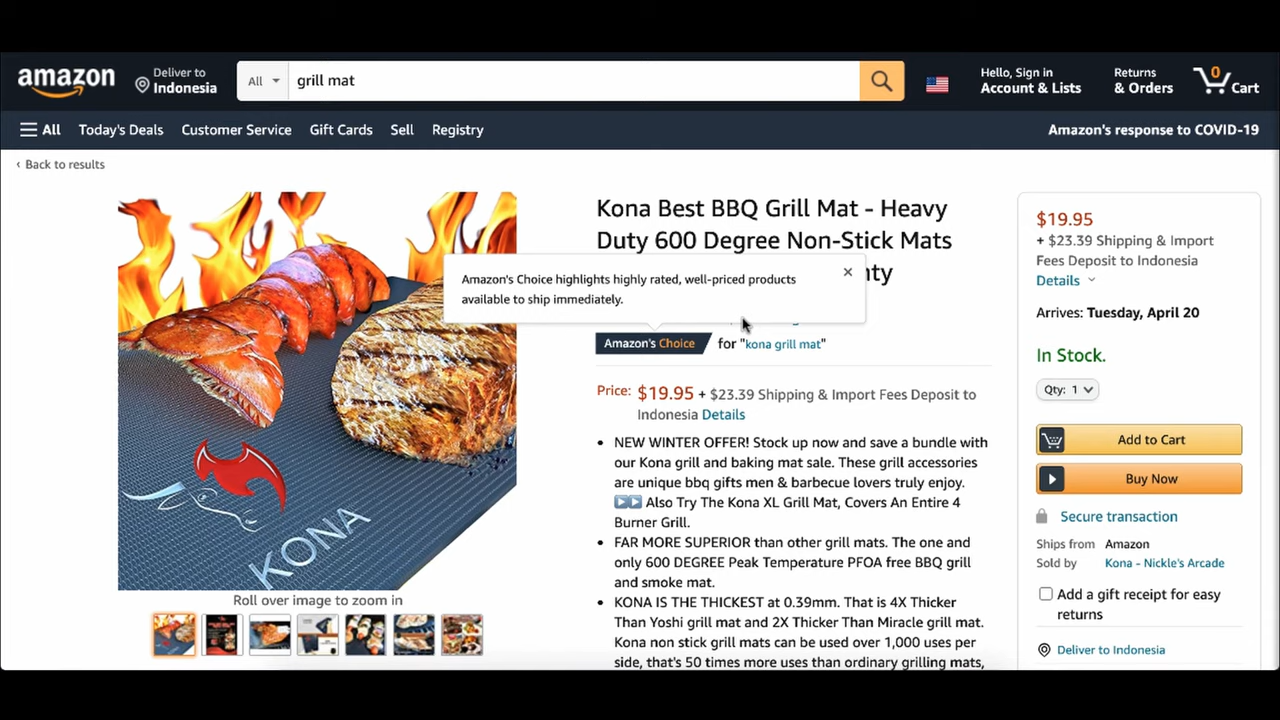 amazon
Deliver to
Indonesia
All
grill mat
Hello, Sign in
Account & Lists
Returns
& Orders
0
Cart
All
Today's Deals
Customer Service
Gift Cards
Sell
Registry
Amazon's response to COVID-19
‹ Back to results
KONA
Roll over image to zoom in
Kona Best BBQ Grill Mat - Heavy
Duty 600 Degree Non-Stick Mats
Amazon's Choice highlights highly rated, well-priced products
available to ship immediately.
Amazon's Choice for "kona grill mat"
Price: $19.95 + $23.39 Shipping & Import Fees Deposit to
Indonesia Details
• NEW WINTER OFFER! Stock up now and save a bundle with
our Kona grill and baking mat sale. These grill accessories
are unique bbq gifts men & barbecue lovers truly enjoy.
Also Try The Kona XL Grill Mat, Covers An Entire 4
Burner Grill.
• FAR MORE SUPERIOR than other grill mats. The one and
only 600 DEGREE Peak Temperature PFOA free BBQ grill
and smoke mat.
• KONA IS THE THICKEST at 0.39mm. That is 4X Thicker
Than Yoshi grill mat and 2X Thicker Than Miracle grill mat.
Kona non stick grill mats can be used over 1,000 uses per
side, that's 50 times more uses than ordinary grilling mats,
$19.95
+ $23.39 Shipping & Import
Fees Deposit to Indonesia
Details
Arrives: Tuesday, April 20
In Stock.
Qty: 1
Add to Cart
Buy Now
Secure transaction
Ships from Amazon
Sold by Kona - Nickle's Arcade
Add a gift receipt for easy
returns
Deliver to Indonesia